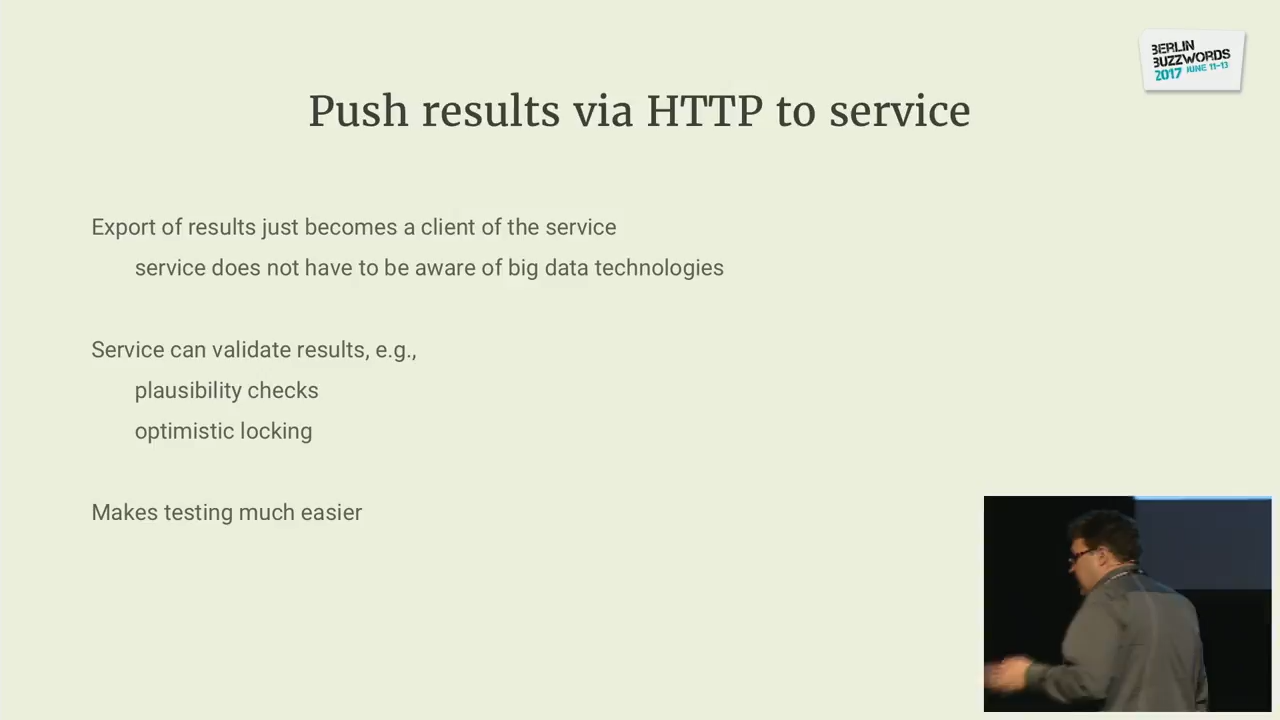 BERLIN
BUZZWORDS
2017 JUNE 11-13
Push results via HTTP to service
Export of results just becomes a client of the service
service does not have to be aware of big data technologies
Service can validate results, e.g.,
plausibility checks
optimistic locking
Makes testing much easier